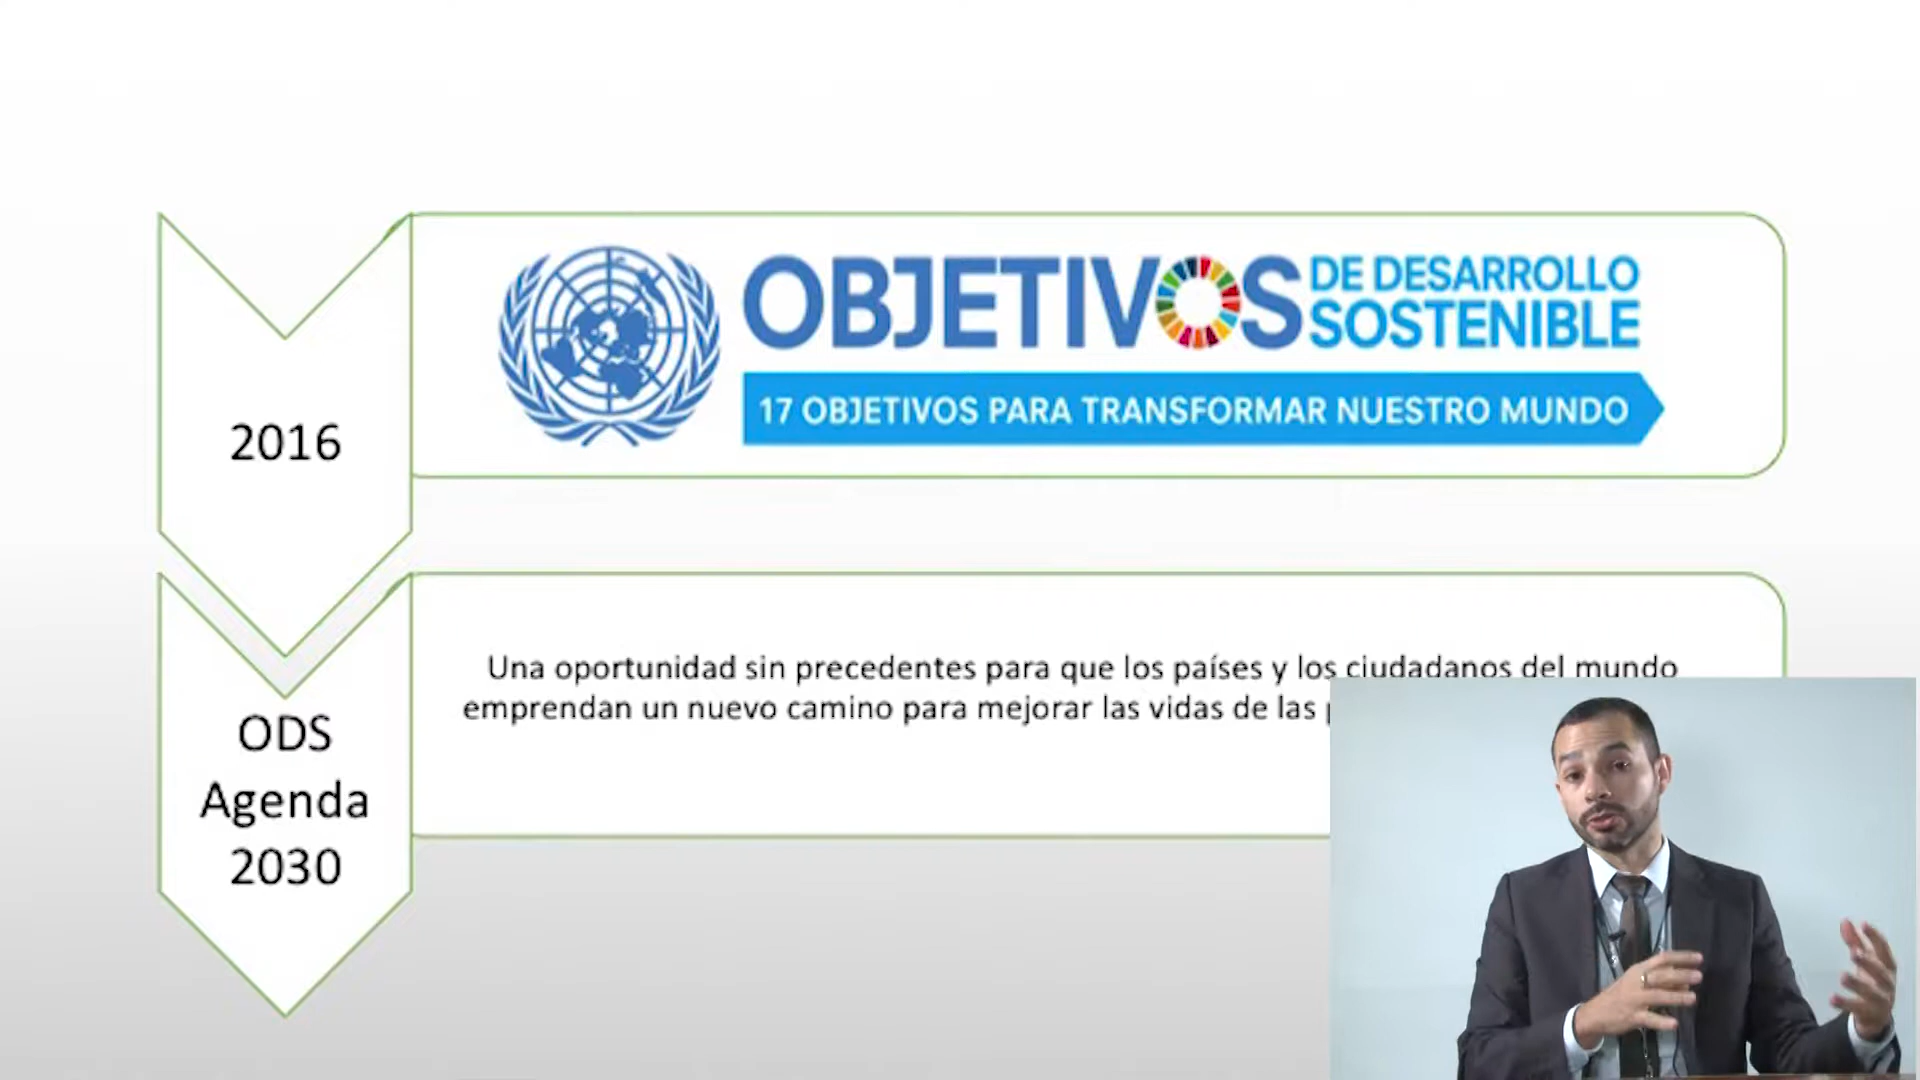 2016
OBJETIVOS
DE DESARROLLO
SOSTENIBLE
17 OBJETIVOS PARA TRANSFORMAR NUESTRO MUNDO
ODS
Agenda
2030
Una oportunidad sin precedentes para que los países y los ciudadanos del mundo
emprendan un nuevo camino para mejorar las vidas de las